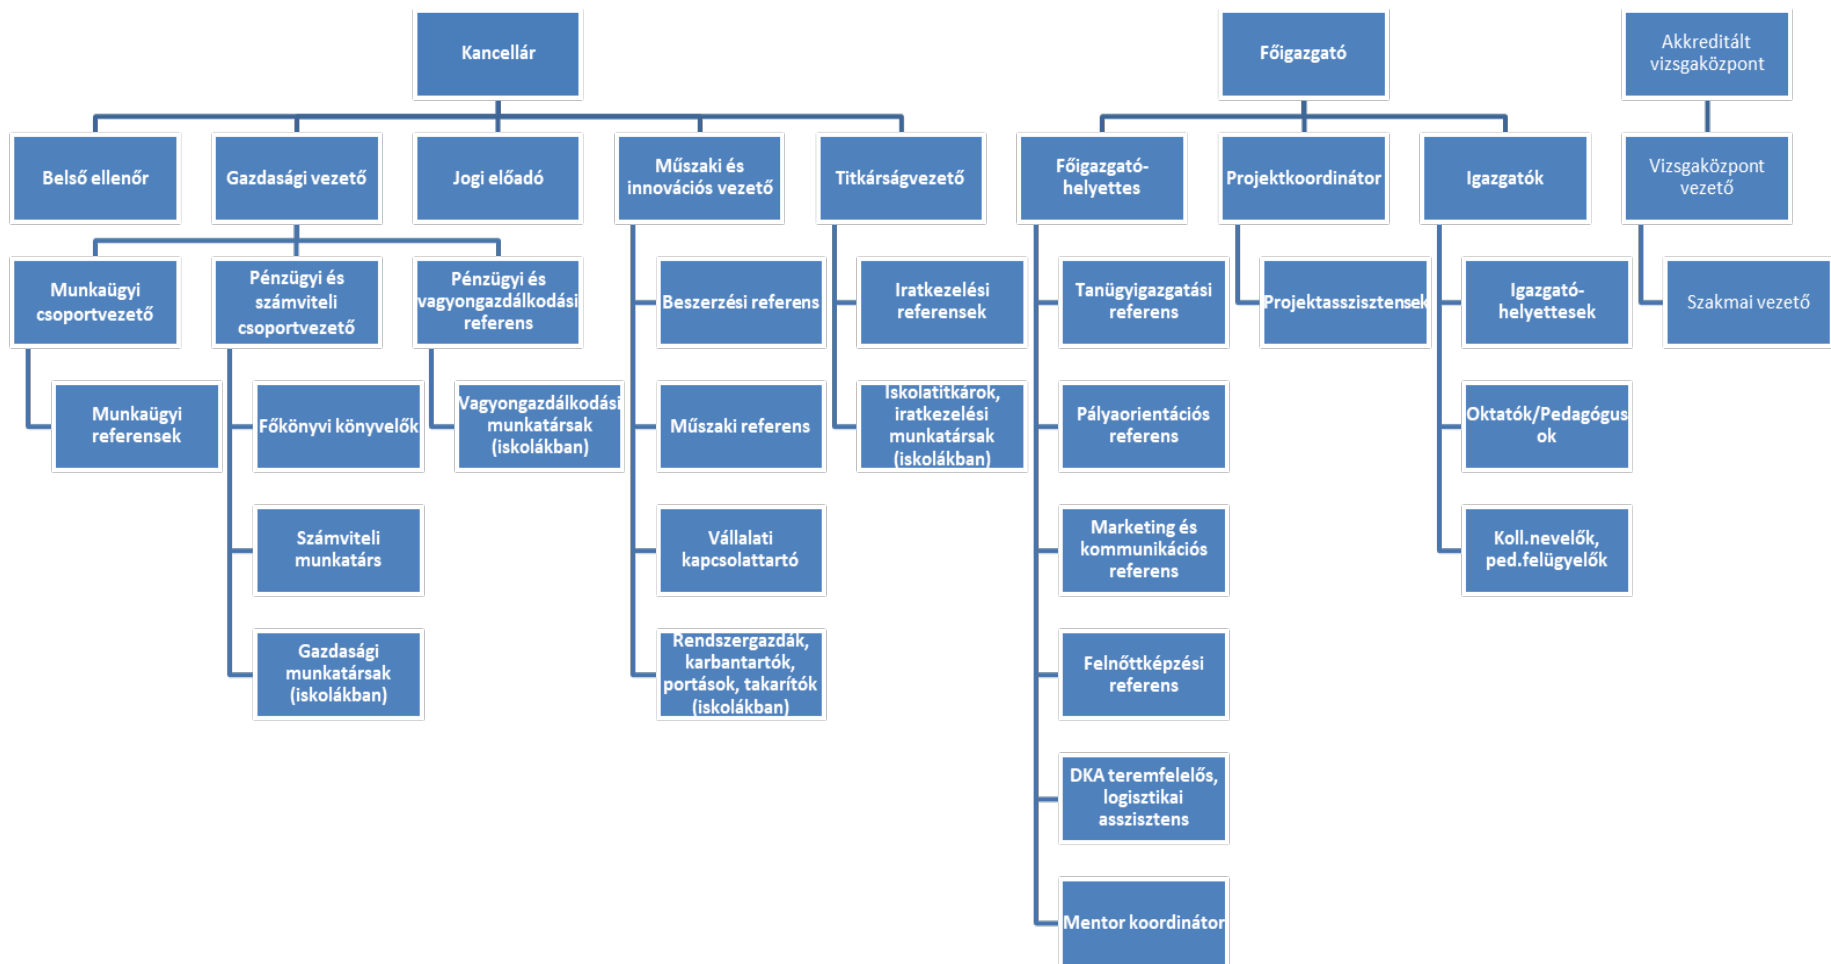 Kancellár
Főigazgató
Akkreditált
vizsgaközpont
Belső ellenőr
Gazdasági vezető
Jogi előadó
Műszaki és
innovációs vezető
Titkárságvezető
Főigazgató-
helyettes
Projektkoordinátor
Igazgatók
Vizsgaközpont
vezető
Munkaügyi
csoportvezető
Pénzügyi és
számviteli
csoportvezető
Pénzügyi és
vagyongazdálkodási
referens
Beszerzési referens
Iratkezelési
referensek
Tanügyigazgatási
referens
Projektasszisztensek
Igazgató-
helyettesek
Szakmai vezető
Munkaügyi
referensek
Főkönyvi könyvelők
Vagyongazdálkodási
munkatársak
(iskolákban)
Műszaki referens
Iskolatitkárok,
iratkezelési
munkatársak
(iskolákban)
Pályaorientációs
referens
Oktatók/Pedagógus
ok
Számviteli
munkatárs
Vállalati
kapcsolattartó
Marketing és
kommunikációs
referens
Koll.nevelők,
ped.felügyelők
Gazdasági
munkatársak
(iskolákban)
Rendszergazdák,
karbantartók,
portások, takarítók
(iskolákban)
Felnőttképzési
referens
DKA teremfelelős,
logisztikai
asszisztens
Mentor koordinátor